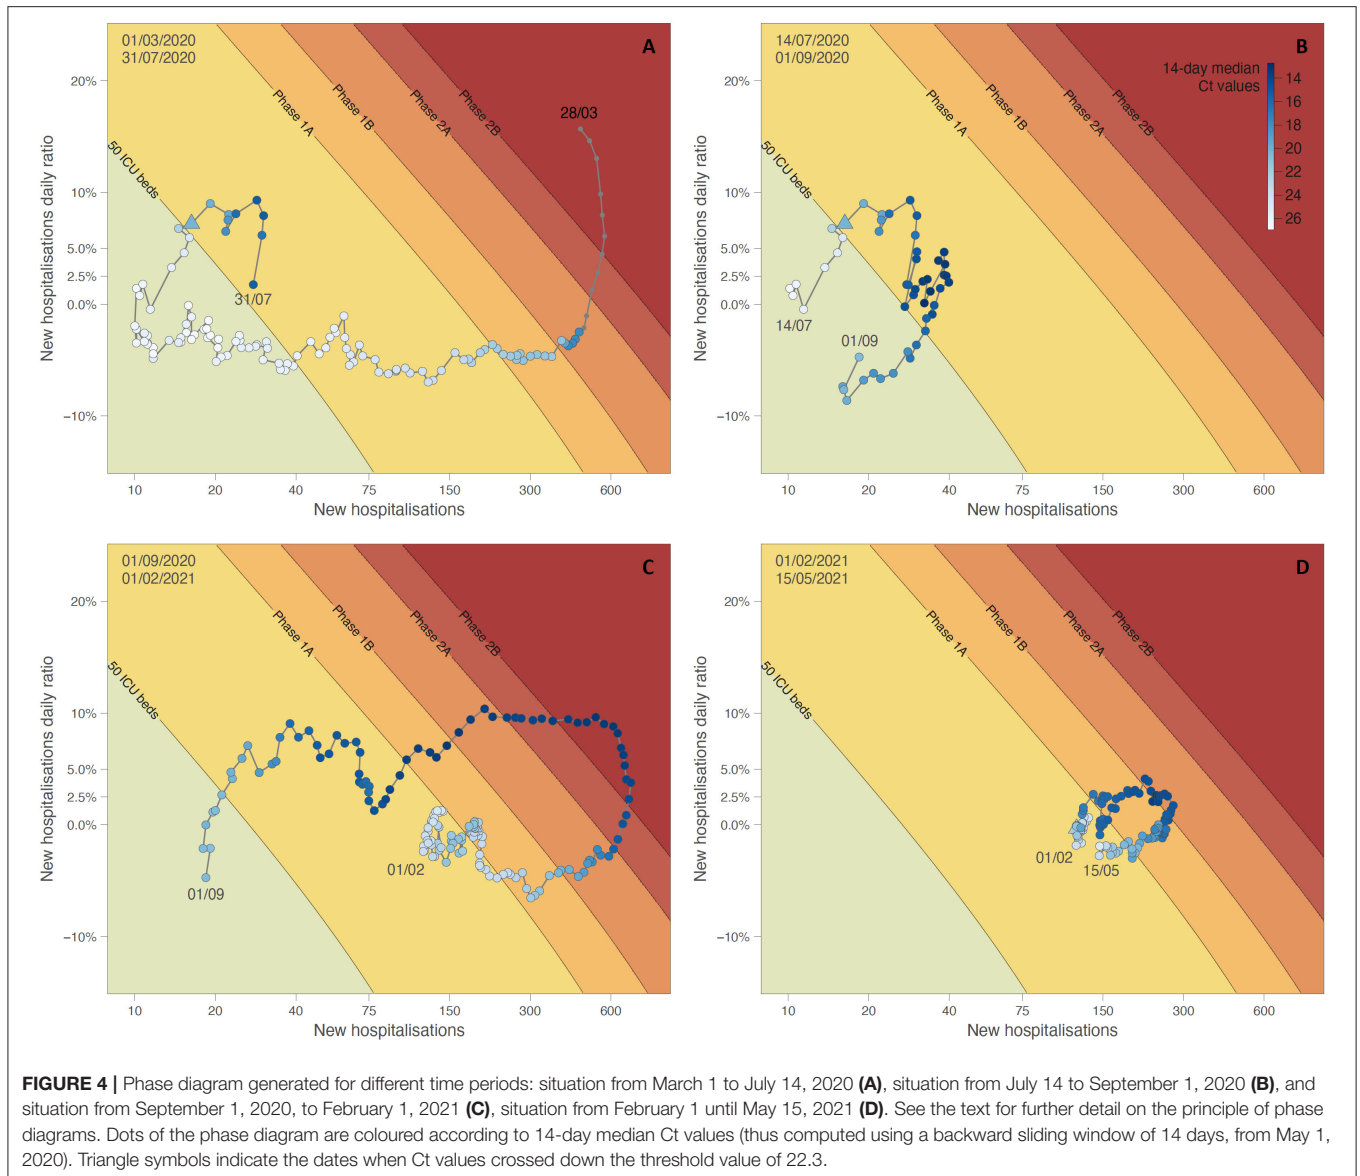 01/03/2020
31/07/2020
A
20%
10%
5.0%
2.5%
0.0%
−10%
New hospitalisations daily ratio
50 ICU beds
Phase 1A
Phase 1B
Phase 2A
Phase 2B
28/03
31/07
10
20
40
75
150
300
600
New hospitalisations
14/07/2020
01/09/2020
B
14-day median
Ct values
14
16
18
20
22
24
26
20%
10%
5.0%
2.5%
0.0%
−10%
New hospitalisations daily ratio
50 ICU beds
Phase 1A
Phase 1B
Phase 2A
Phase 2B
14/07
01/09
10
20
40
75
150
300
600
New hospitalisations
01/09/2020
01/02/2021
C
20%
10%
5.0%
2.5%
0.0%
−10%
New hospitalisations daily ratio
50 ICU beds
Phase 1A
Phase 1B
Phase 2A
Phase 2B
01/09
01/02
10
20
40
75
150
300
600
New hospitalisations
01/02/2021
15/05/2021
D
20%
10%
5.0%
2.5%
0.0%
−10%
New hospitalisations daily ratio
50 ICU beds
Phase 1A
Phase 1B
Phase 2A
Phase 2B
01/02
15/05
10
20
40
75
150
300
600
New hospitalisations
FIGURE 4 | Phase diagram generated for different time periods: situation from March 1 to July 14, 2020 (A), situation from July 14 to September 1, 2020 (B), and
situation from September 1, 2020, to February 1, 2021 (C), situation from February 1 until May 15, 2021 (D). See the text for further detail on the principle of phase
diagrams. Dots of the phase diagram are coloured according to 14-day median Ct values (thus computed using a backward sliding window of 14 days, from May 1,
2020). Triangle symbols indicate the dates when Ct values crossed down the threshold value of 22.3.